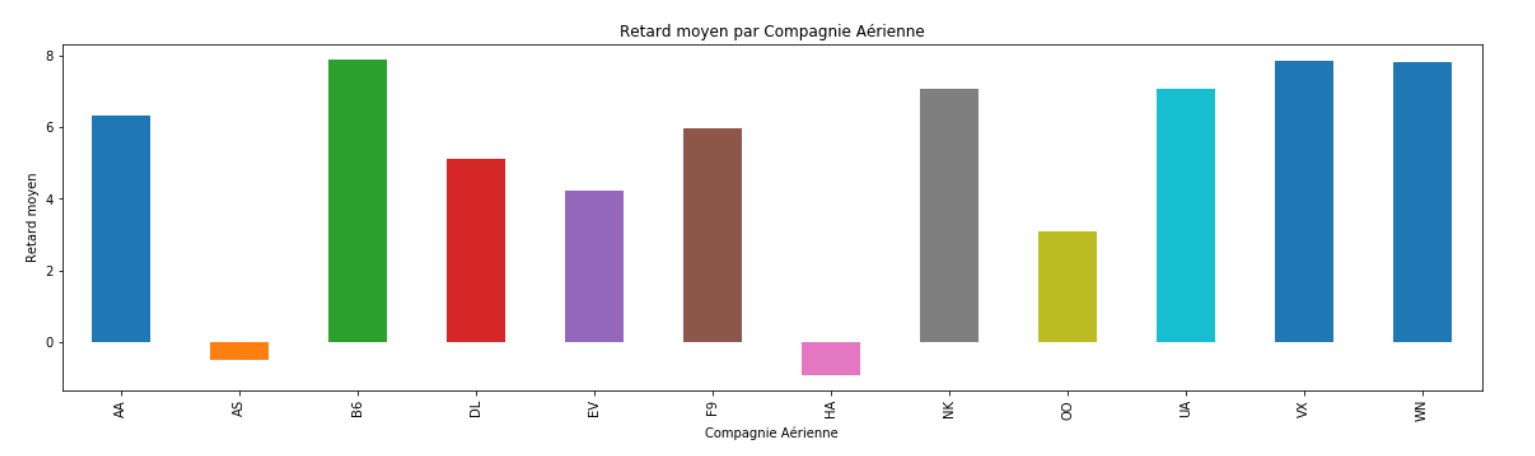 Retard moyen par Compagnie Aérienne
Retard moyen
8
6
4
2
0
AA
AS
B6
DL
EV
F9
HA
NK
OO
UA
VX
WN
Compagnie Aérienne